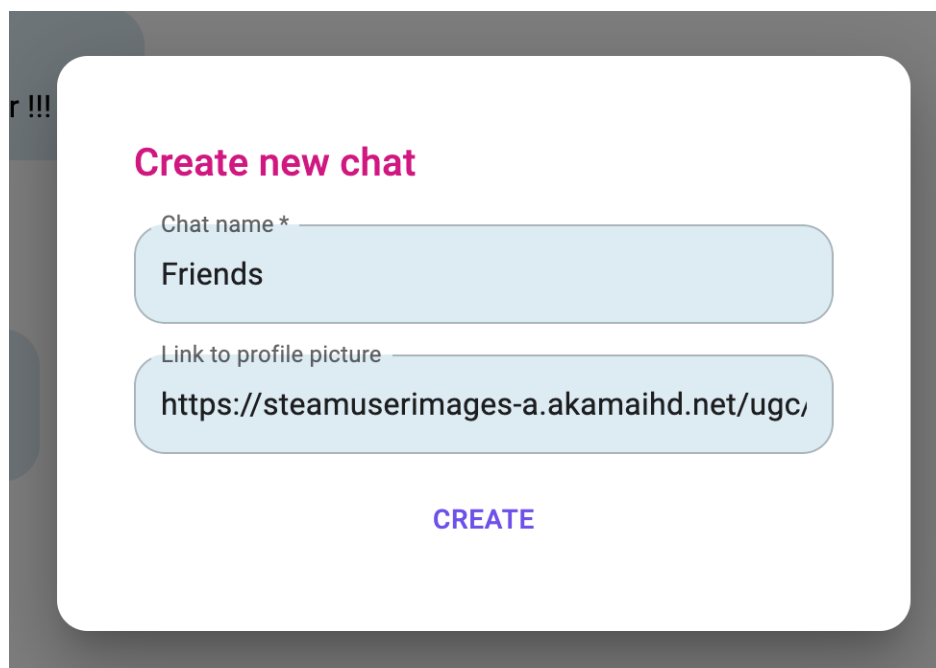 r !!!
Create new chat
Chat name *
Friends
Link to profile picture
https://steamuserimages-a.akamaihd.net/ugc/
CREATE